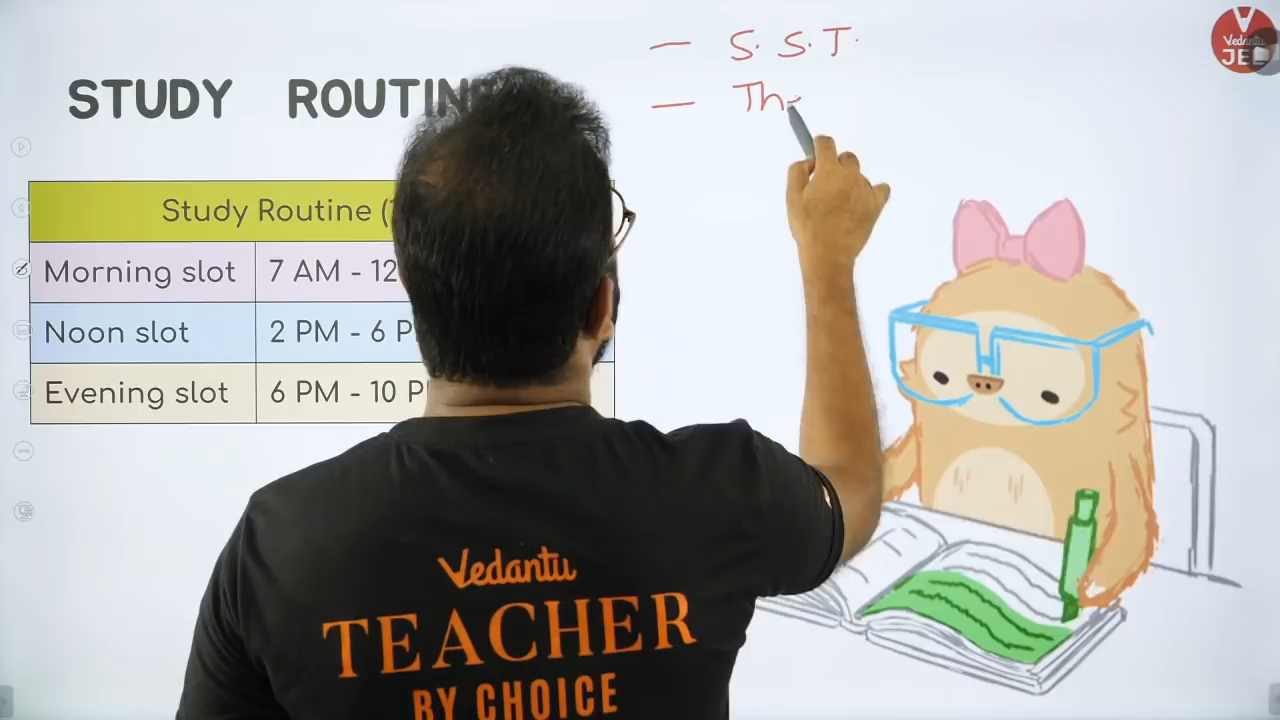 - S. S. T.
- Th
STUDY ROUTIN
Study Routine (
Morning slot 7 AM - 12
Noon slot 2 PM - 6 P
Evening slot 6 PM - 10 P
Vedantu
TEACHER
BY CHOICE
Vedantu
JEE